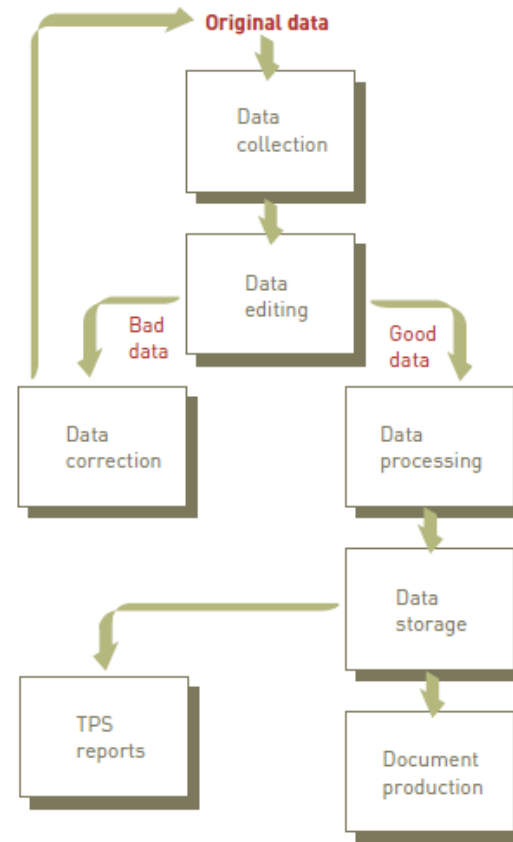 Original data
Data
collection
Data
editing
Bad
data
Good
data
Data
correction
Data
processing
Data
storage
TPS
reports
Document
production